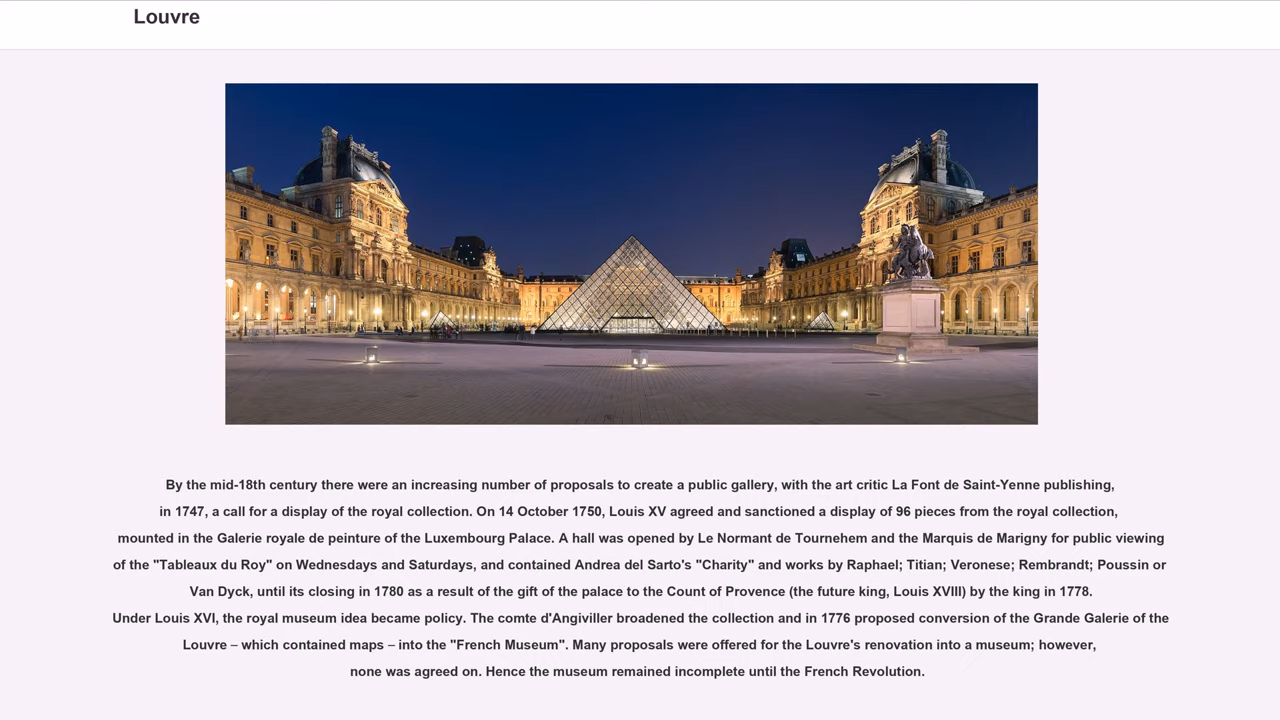 Louvre
By the mid-18th century there were an increasing number of proposals to create a public gallery, with the art critic La Font de Saint-Yenne publishing,
in 1747, a call for a display of the royal collection. On 14 October 1750, Louis XV agreed and sanctioned a display of 96 pieces from the royal collection,
mounted in the Galerie royale de peinture of the Luxembourg Palace. A hall was opened by Le Normant de Tournehem and the Marquis de Marigny for public viewing
of the "Tableaux du Roy" on Wednesdays and Saturdays, and contained Andrea del Sarto's "Charity" and works by Raphael; Titian; Veronese; Rembrandt; Poussin or
Van Dyck, until its closing in 1780 as a result of the gift of the palace to the Count of Provence (the future king, Louis XVIII) by the king in 1778.
Under Louis XVI, the royal museum idea became policy. The comte d'Angiviller broadened the collection and in 1776 proposed conversion of the Grande Galerie of the
Louvre – which contained maps – into the "French Museum". Many proposals were offered for the Louvre's renovation into a museum; however,
none was agreed on. Hence the museum remained incomplete until the French Revolution.